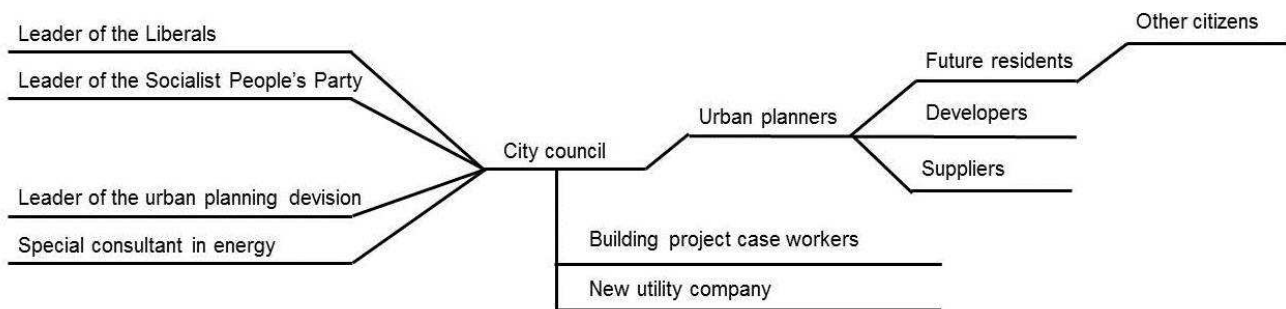 Leader of the Liberals
Leader of the Socialist People's Party
Leader of the urban planning devision
Special consultant in energy
City council
Building project case workers
New utility company
Urban planners
Future residents
Developers
Suppliers
Other citizens